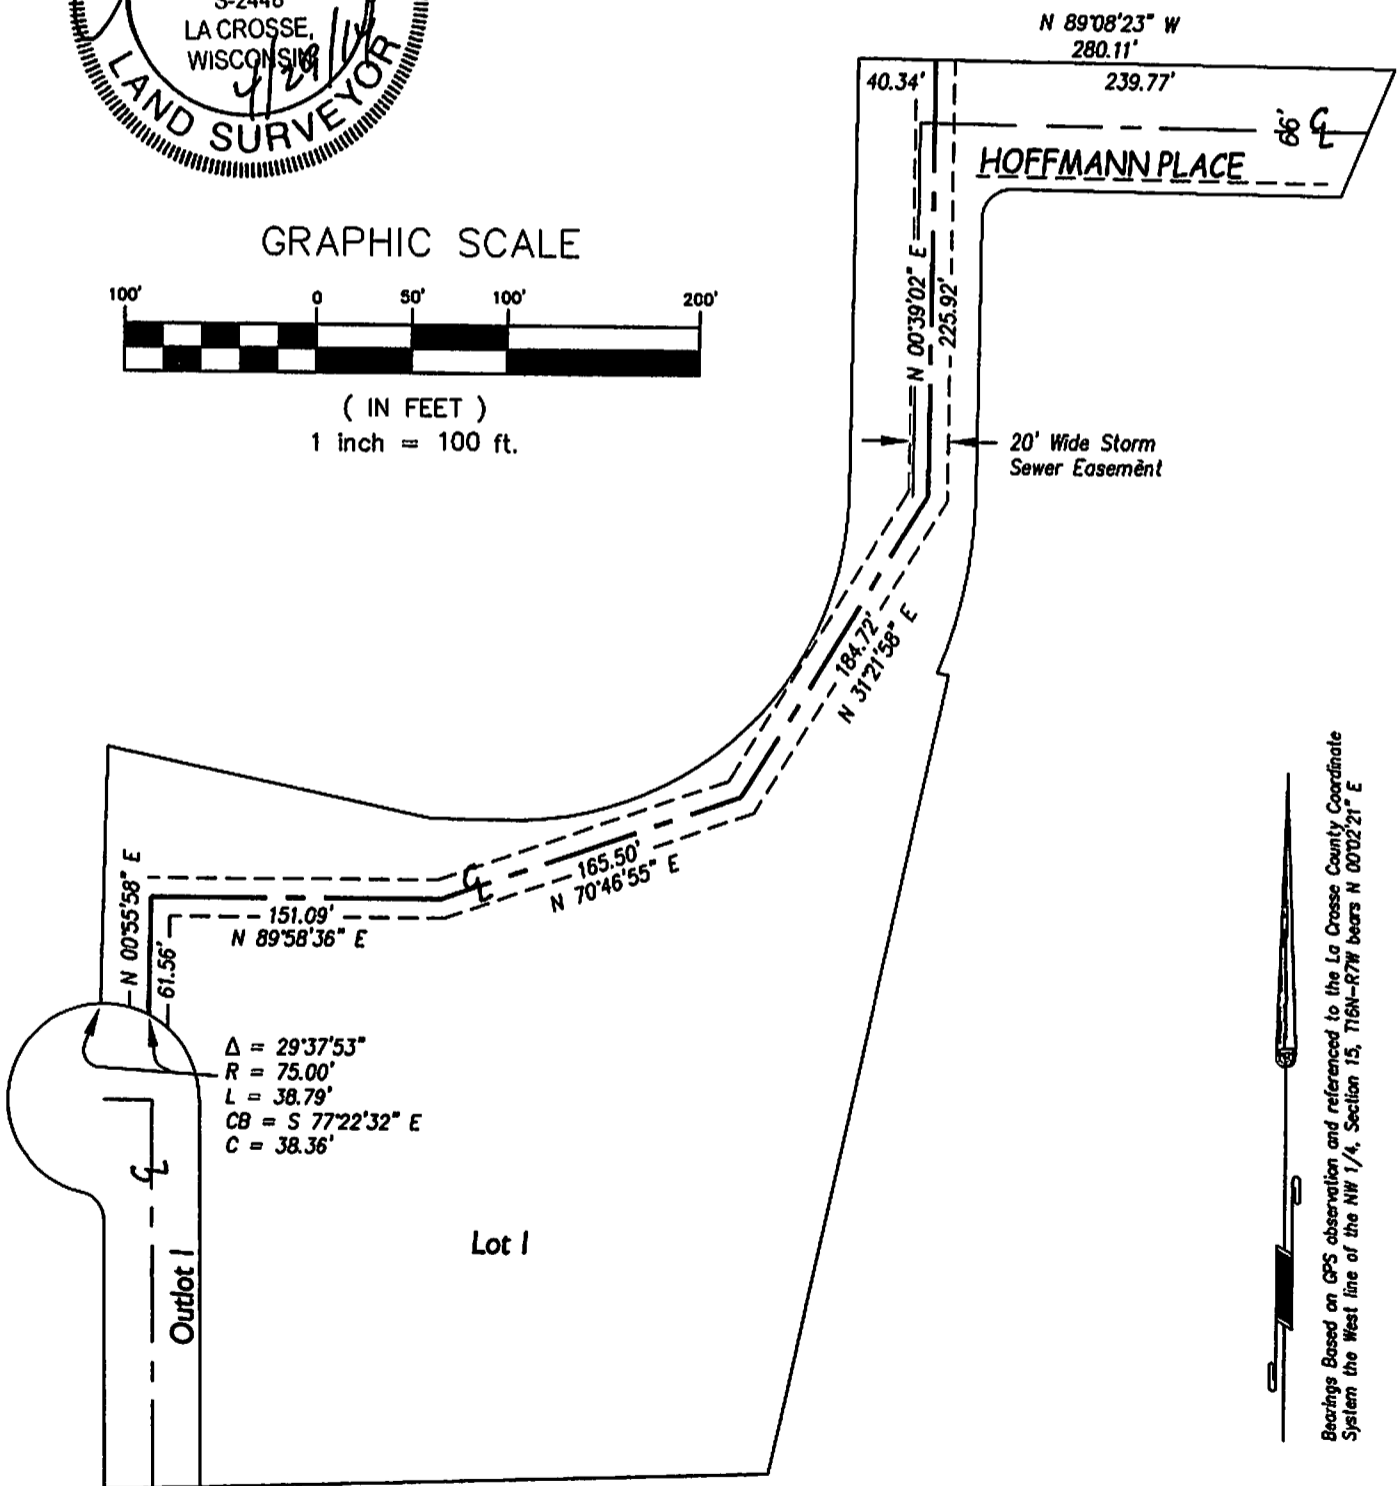 S-2448
LA CROSSE,
WISCONSIN
LAND SURVEYOR
GRAPHIC SCALE
100' 0 50' 100' 200'
( IN FEET )
1 inch = 100 ft.
N 89°08'23" W
280.11'
40.34' 239.77'
66' CL
HOFFMANN PLACE
N 00°39'02" E
225.92'
20' Wide Storm
Sewer Easement
184.72'
N 31°21'58" E
165.50'
N 70°46'55" E
CL
151.09'
N 89°58'36" E
N 00°55'58" E
61.56'
Δ = 29°37'53"
R = 75.00'
L = 38.79'
CB = S 77°22'32" E
C = 38.36'
CL
Outlot 1
Lot 1
Bearings Based on GPS observation and referenced to the La Crosse County Coordinate
System the West line of the NW 1/4, Section 15, T16N-R7W bears N 00°02'21" E